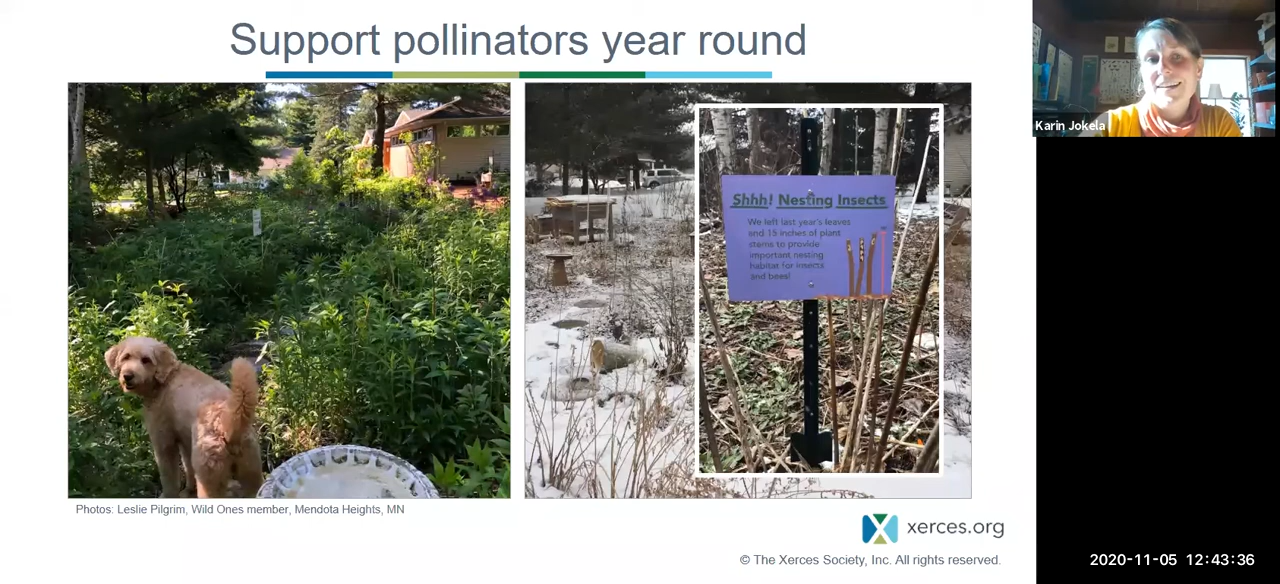 Support pollinators year round
Karin Jokela
Shhh! Nesting Insects
We left last year's leaves
and 15 inches of plant
stems to provide
important nesting
habitat for insects
and bees!
Photos: Leslie Pilgrim, Wild Ones member, Mendota Heights, MN
xerces.org
© The Xerces Society, Inc. All rights reserved.
2020-11-05 12:43:36